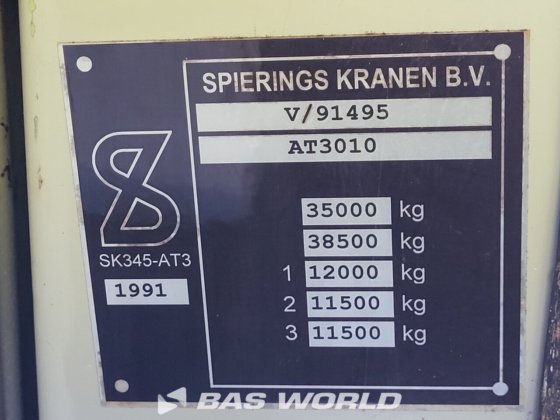 SPIERINGS KRANEN B.V.
V/91495
AT3010
35000 kg
38500 kg
1 12000 kg
2 11500 kg
3 11500 kg
SK345-AT3
1991
BAS WORLD